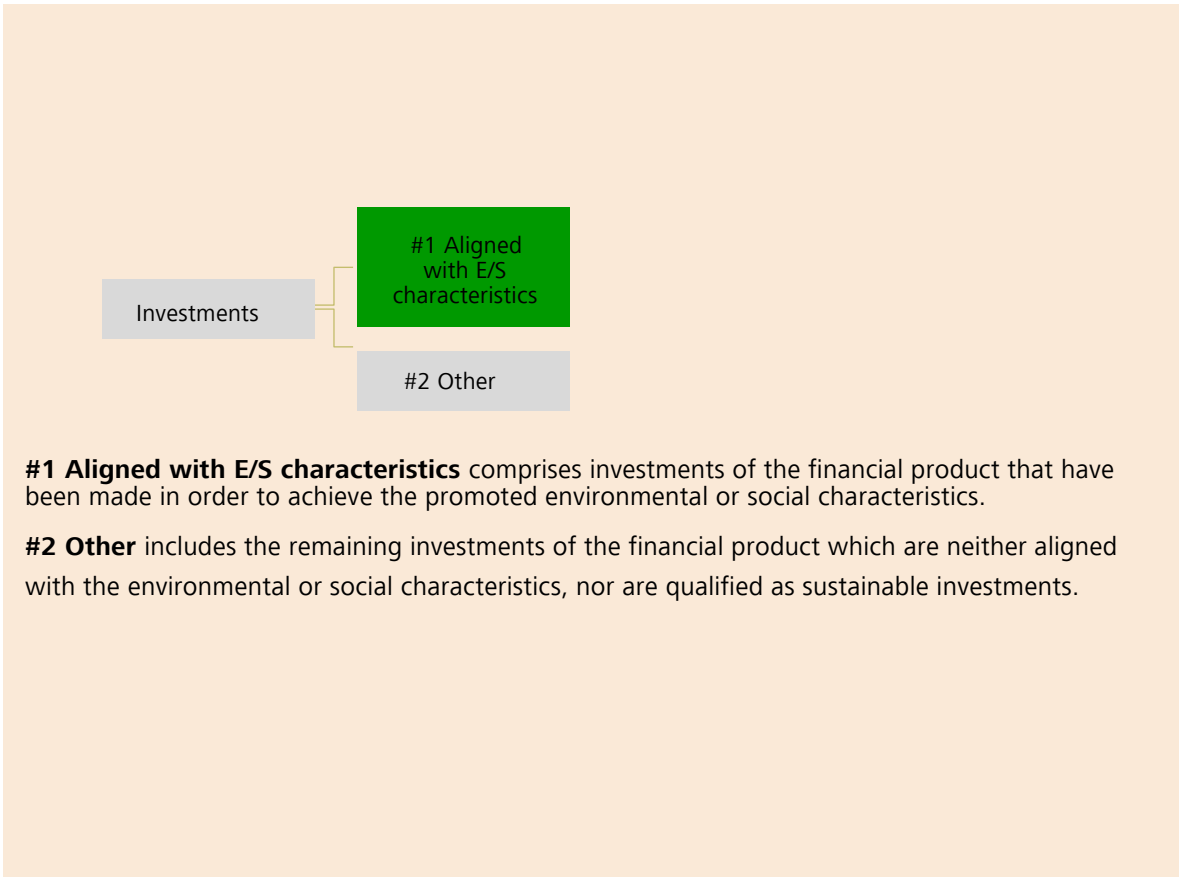 #1 Aligned
with E/S
characteristics
Investments
#2 Other
#1 Aligned with E/S characteristics comprises investments of the financial product that have
been made in order to achieve the promoted environmental or social characteristics.
#2 Other includes the remaining investments of the financial product which are neither aligned
with the environmental or social characteristics, nor are qualified as sustainable investments.